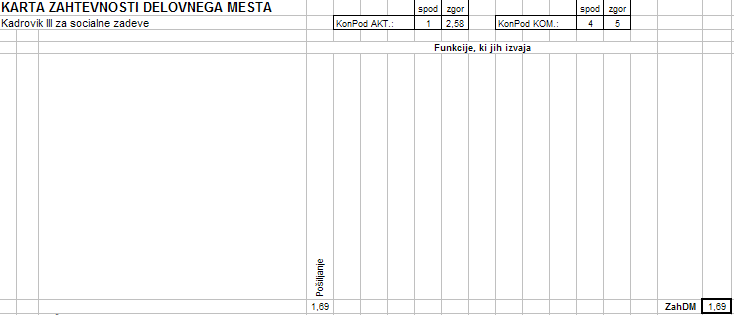 KARTA ZAHTEVNOSTI DELOVNEGA MESTA spod zgor spod zgor
Kadrovik III za socialne zadeve KonPod AKT.: 1 2,58 KonPod KOM.: 4 5
Funkcije, ki jih izvaja
Pošiljanje
1,69 ZahDM 1,69